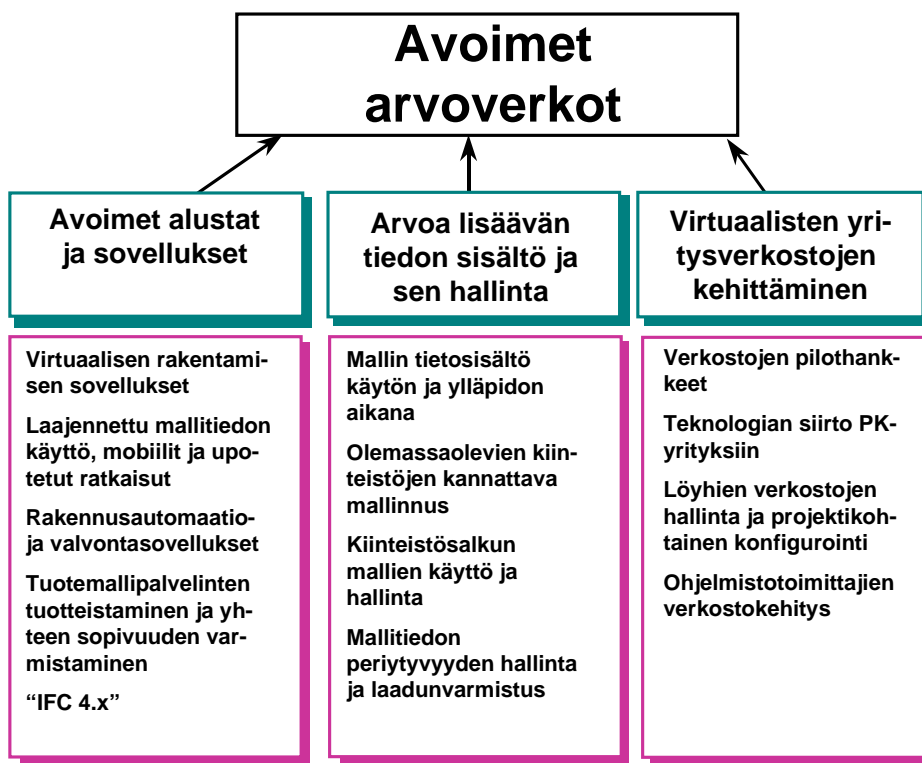 Avoimet
arvoverkot
Avoimet alustat
ja sovellukset
Arvoa lisäävän
tiedon sisältö ja
sen hallinta
Virtuaalisten yri-
tysverkostojen
kehittäminen
Virtuaalisen rakentami-
sen sovellukset
Laajennettu mallitiedon
käyttö, mobiilit ja upo-
tetut ratkaisut
Rakennusautomaatio-
ja valvontasovellukset
Tuotemallipalvelinten
tuotteistaminen ja yh-
teen sopivuuden var-
mistaminen
“IFC 4.x”
Mallin tietosisältö
käytön ja ylläpidon
aikana
Olemassaolevien kiin-
teistöjen kannattava
mallinnus
Kiinteistösalkun
mallien käyttö ja
hallinta
Mallitiedon
periytyvyyden hallinta
ja laadunvarmistus
Verkostojen pilothank-
keet
Teknologian siirto PK-
yrityksiin
Löyhien verkostojen
hallinta ja projektikoh-
tainen konfigurointi
Ohjelmistotoimittajien
verkostokehitys